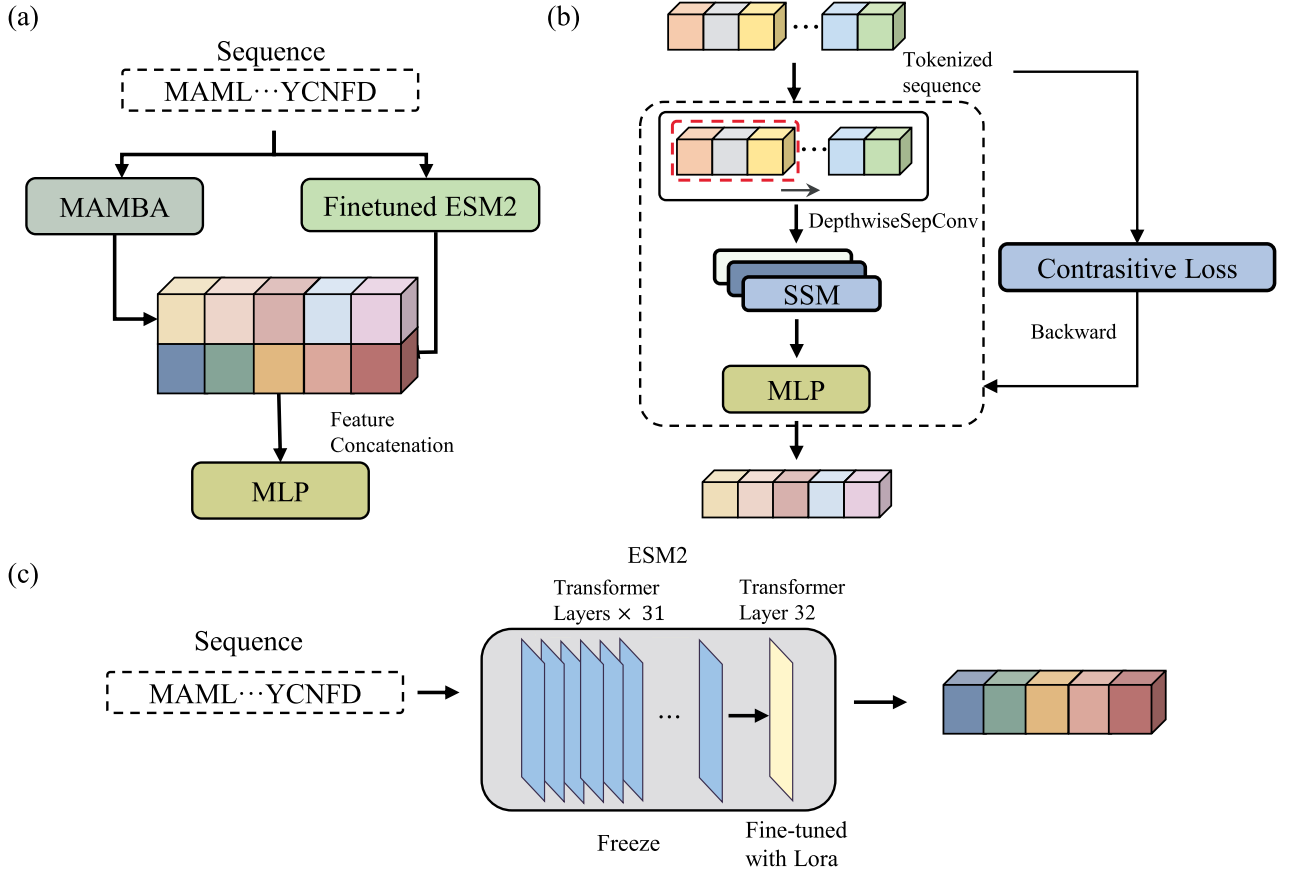 (a)
Sequence
MAML···YCNFD
MAMBA
Finetuned ESM2
Feature
Concatenation
MLP
(b)
···
Tokenized
sequence
···
DepthwiseSepConv
SSM
MLP
Contrasitive Loss
Backward
(c)
ESM2
Transformer
Layers × 31
Transformer
Layer 32
Sequence
MAML···YCNFD
···
Freeze
Fine-tuned
with Lora